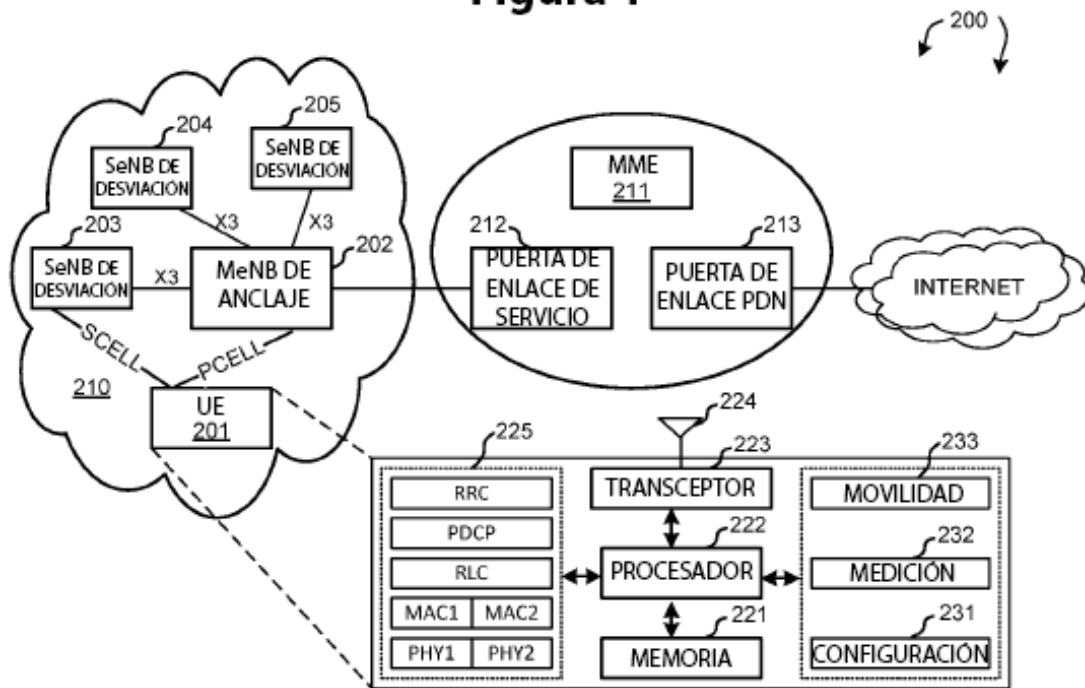 Figura 1
200
205
204
SeNB DE
DESVIACIÓN
SeNB DE
DESVIACIÓN
X3
X3
203
202
SeNB DE
DESVIACIÓN
X3
MeNB DE
ANCLAJE
SCELL
PCELL
210
UE
201
MME
211
212
PUERTA DE
ENLACE DE
SERVICIO
213
PUERTA DE
ENLACE PDN
INTERNET
225
RRC
PDCP
RLC
MAC1
MAC2
PHY1
PHY2
224
223
TRANSCEPTOR
222
PROCESADOR
221
MEMORIA
233
MOVILIDAD
232
MEDICIÓN
231
CONFIGURACIÓN